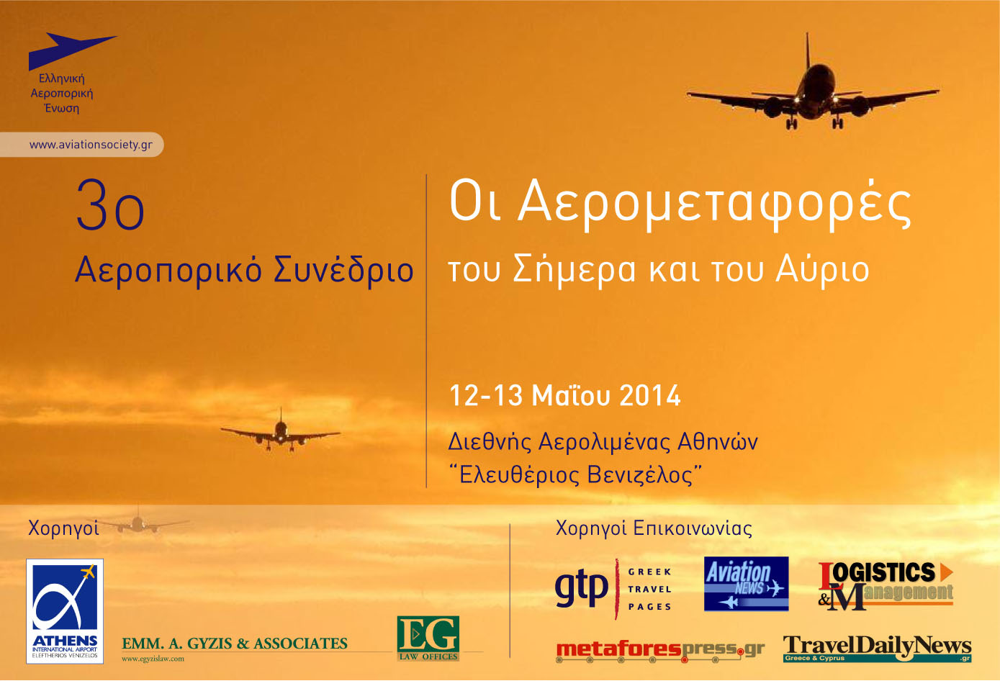 Ελληνική
Αεροπορική
Ένωση
www.aviationsociety.gr
3ο
Αεροπορικό Συνέδριο
Οι Αερομεταφορές
του Σήμερα και του Αύριο
12-13 Μαΐου 2014
Διεθνής Αερολιμένας Αθηνών
“Ελευθέριος Βενιζέλος”
Χορηγοί
ATHENS
INTERNATIONAL AIRPORT
ELEFTHERIOS VENIZELOS
EMM. A. GYZIS & ASSOCIATES
www.egyzislaw.com
EG
LAW OFFICES
Χορηγοί Επικοινωνίας
gtp
GREEK
TRAVEL
PAGES
Aviation
NEWS
LOGISTICS
& Management
metaforespress.gr
TravelDailyNews
Greece & Cyprus
.gr